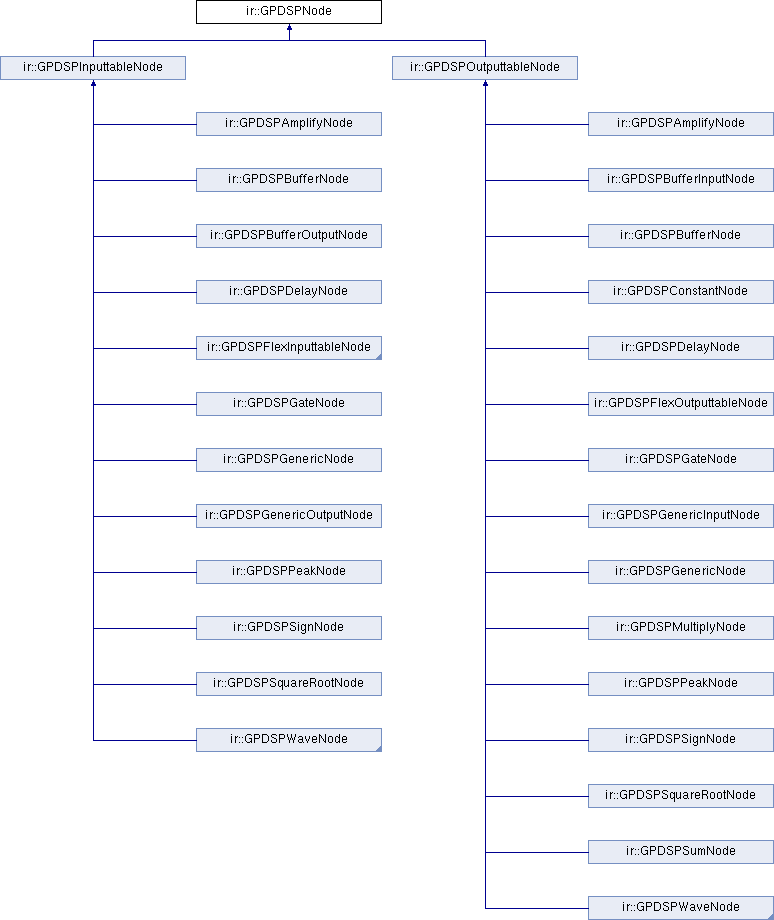 ir::GPDSPNode
ir::GPDSPInputtableNode
ir::GPDSPOutputtableNode
ir::GPDSPAmplifyNode
ir::GPDSPBufferNode
ir::GPDSPBufferOutputNode
ir::GPDSPDelayNode
ir::GPDSPFlexInputtableNode
ir::GPDSPGateNode
ir::GPDSPGenericNode
ir::GPDSPGenericOutputNode
ir::GPDSPPeakNode
ir::GPDSPSignNode
ir::GPDSPSquareRootNode
ir::GPDSPWaveNode
ir::GPDSPAmplifyNode
ir::GPDSPBufferInputNode
ir::GPDSPBufferNode
ir::GPDSPConstantNode
ir::GPDSPDelayNode
ir::GPDSPFlexOutputtableNode
ir::GPDSPGateNode
ir::GPDSPGenericInputNode
ir::GPDSPGenericNode
ir::GPDSPMultiplyNode
ir::GPDSPPeakNode
ir::GPDSPSignNode
ir::GPDSPSquareRootNode
ir::GPDSPSumNode
ir::GPDSPWaveNode